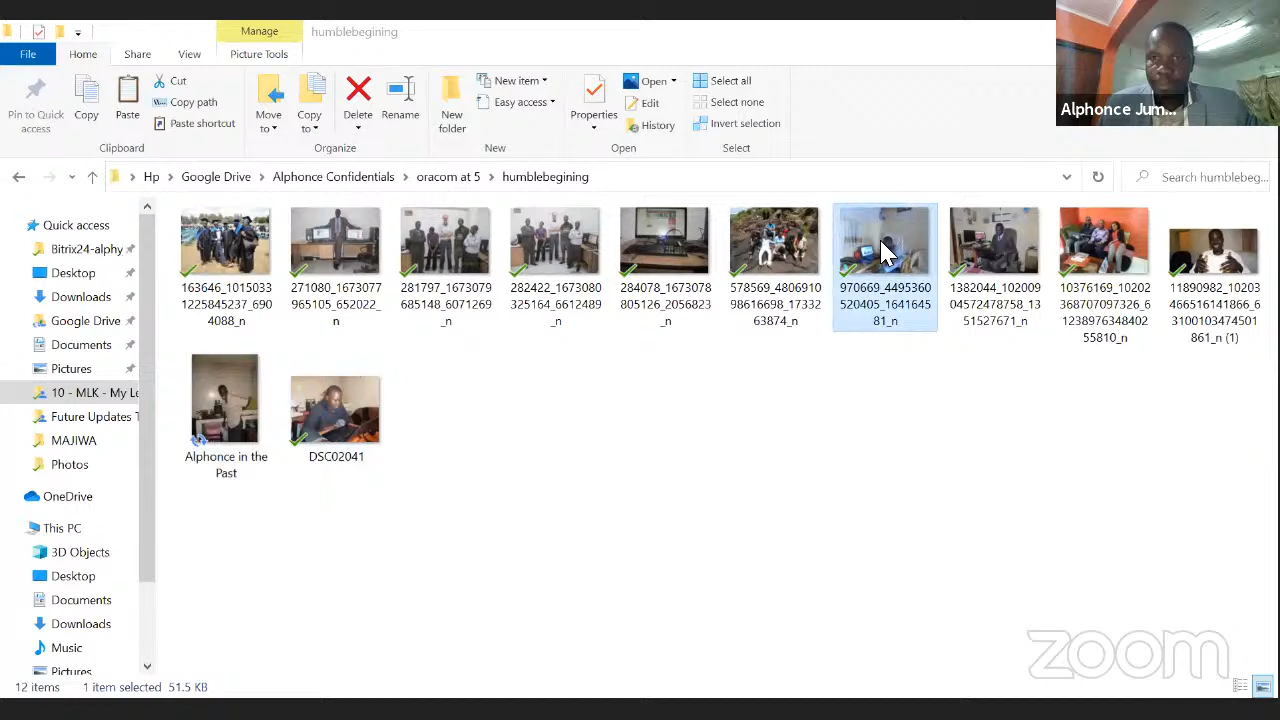 Manage
humblebegining
File
Home
Share
View
Picture Tools
Pin to Quick
access
Copy
Paste
Cut
Copy path
Paste shortcut
Move
to
Copy
to
Delete
Rename
New
folder
New item
Easy access
Properties
Open
Edit
History
Select all
Select none
Invert selection
Clipboard
Organize
New
Open
Select
Alphonce Jum...
Hp
Google Drive
Alphonce Confidentials
oracom at 5
humblebegining
Search humblebeg...
Quick access
Bitrix24-alphy
Desktop
Downloads
Google Drive
Documents
Pictures
10 - MLK - My Le
Future Updates T
MAJIWA
Photos
OneDrive
This PC
3D Objects
Desktop
Documents
Downloads
Music
Pictures
163646_1015033
1225845237_690
4088_n
271080_1673077
965105_652022_
n
281797_1673079
685148_6071269
_n
282422_1673080
325164_6612489
_n
284078_1673078
805126_2056823
_n
578569_4806910
98616698_17332
63874_n
970669_4495360
520405_1641645
81_n
1382044_102009
04572478758_13
51527671_n
10376169_10202
368707097326_6
1238976348402
55810_n
11890982_10203
466516141866_6
3100103474501
861_n (1)
Alphonce in the
Past
DSC02041
zoom
12 items
1 item selected
51.5 KB